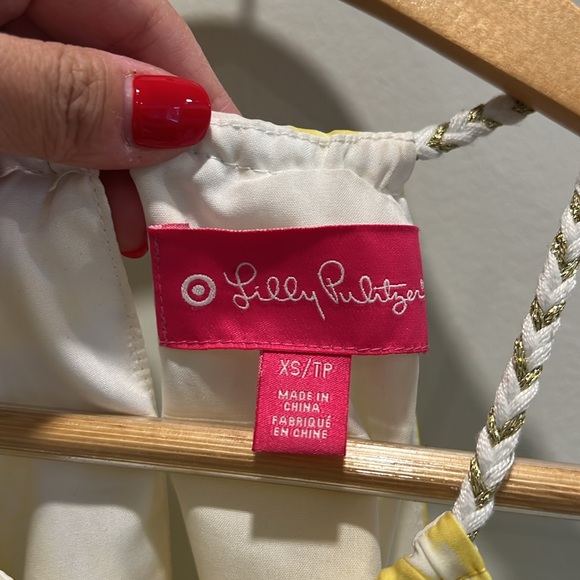 Lilly Pulitzer
XS/TP
MADE IN
CHINA
FABRIQUÉ
EN CHINE